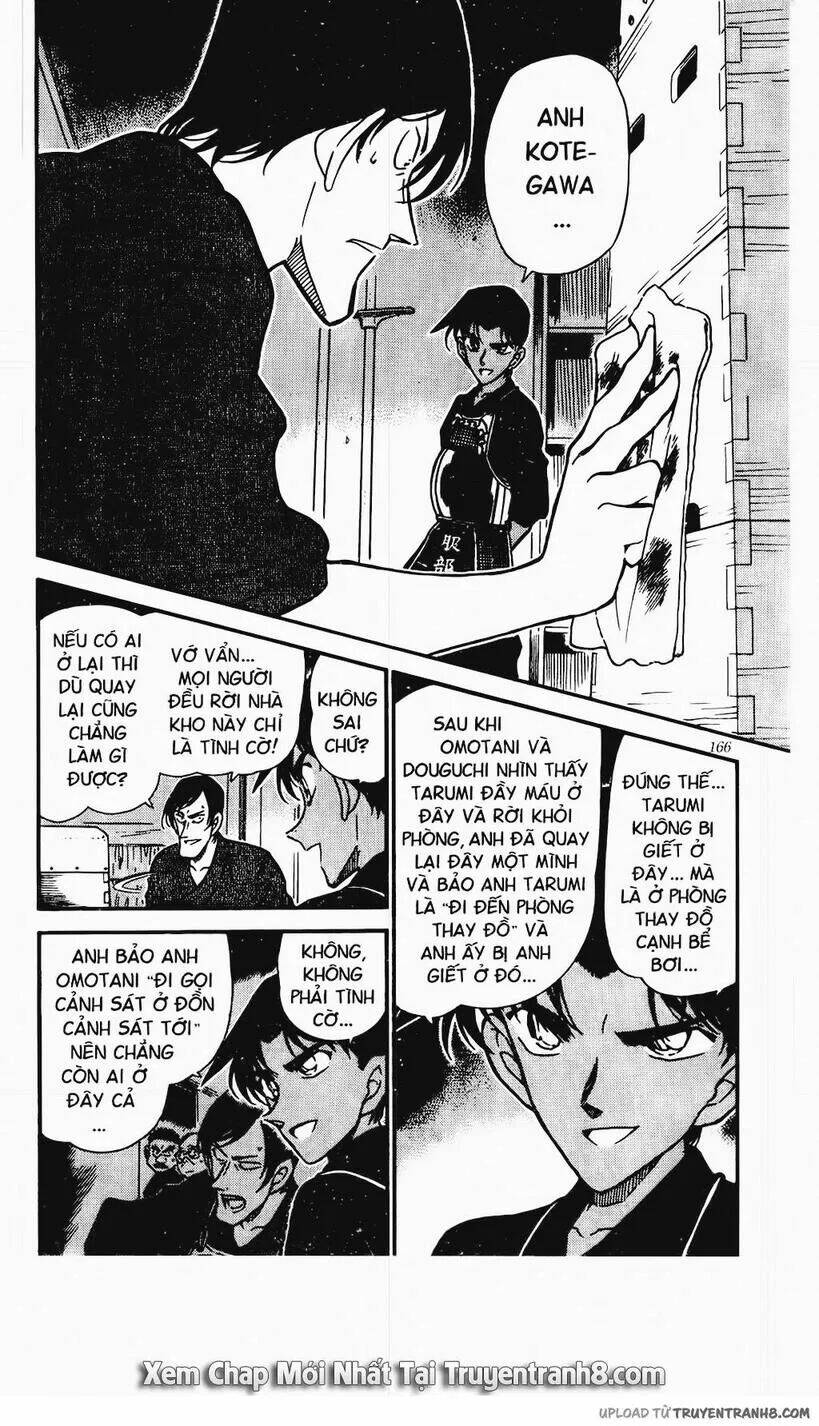 ANH
KOTE-
GAWA
...
服
部
166
ĐÚNG THẾ...
TARUMI
KHÔNG BỊ
GIẾT Ở
ĐÂY... MÀ
LÀ Ở PHÒNG
THAY ĐỒ
CẠNH BỂ
BƠI...
SAU KHI
OMOTANI VÀ
DOUGUCHI NHÌN THẤY
TARUMI ĐẦY MÁU Ở
ĐÂY VÀ RỜI KHỎI
PHÒNG, ANH ĐÃ QUAY
LẠI ĐÂY MỘT MÌNH
VÀ BẢO ANH TARUMI
LÀ "ĐI ĐẾN PHÒNG
THAY ĐỒ" VÀ
ANH ẤY BỊ ANH
GIẾT Ở ĐÓ...
KHÔNG
SAI
CHỨ?
VỚ VẨN...
MỌI NGƯỜI
ĐỀU RỜI NHÀ
KHO NÀY CHỈ
LÀ TÌNH CỜ!
NẾU CÓ AI
Ở LẠI THÌ
DÙ QUAY
LẠI CŨNG
CHẲNG
LÀM GÌ
ĐƯỢC?
KHÔNG,
KHÔNG
PHẢI TÌNH
CỜ...
ANH BẢO ANH
OMOTANI "ĐI GỌI
CẢNH SÁT Ở ĐỒN
CẢNH SÁT TỚI"
NÊN CHẲNG
CÒN AI Ở
ĐÂY CẢ
...
Xem Chap Mới Nhất Tại Truyentranh8.com
UPLOAD TỪ TRUYENTRANH8.COM